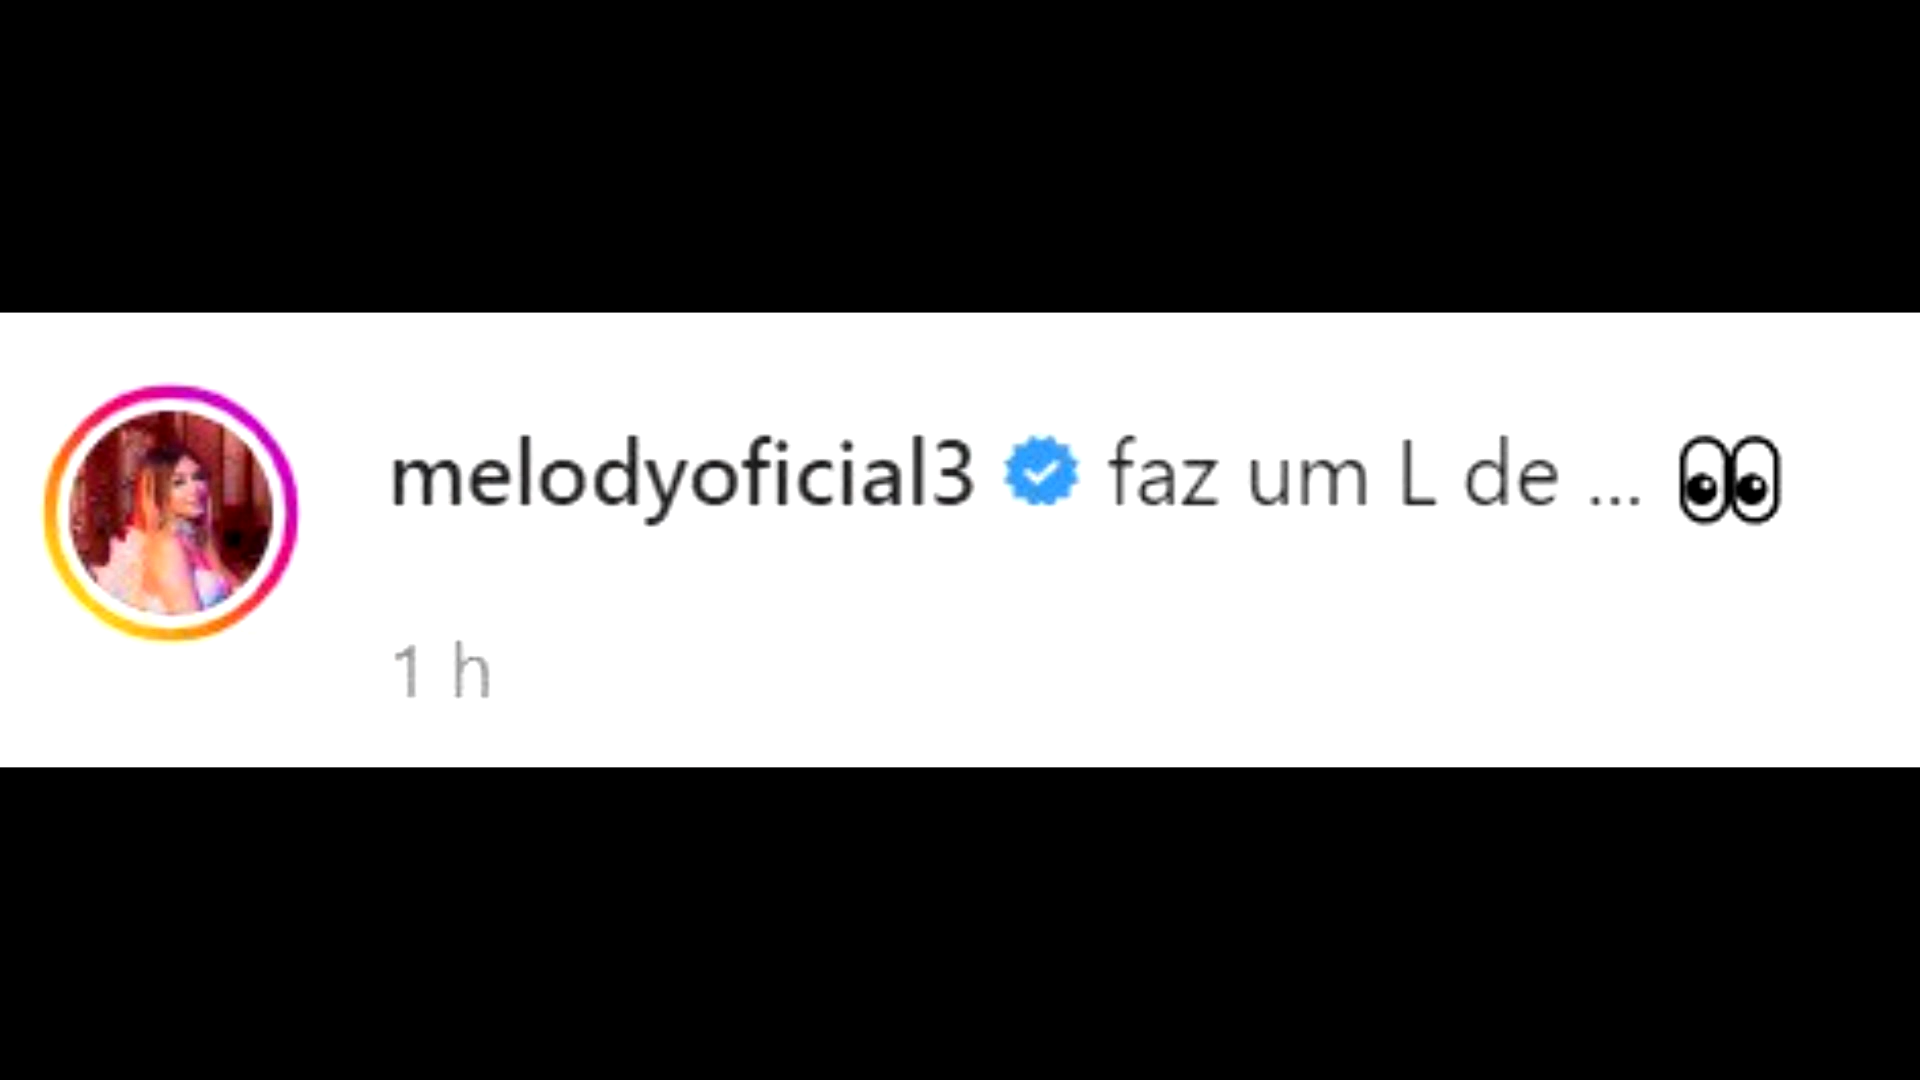 melodyoficial3 faz um L de ... 👀
1 h